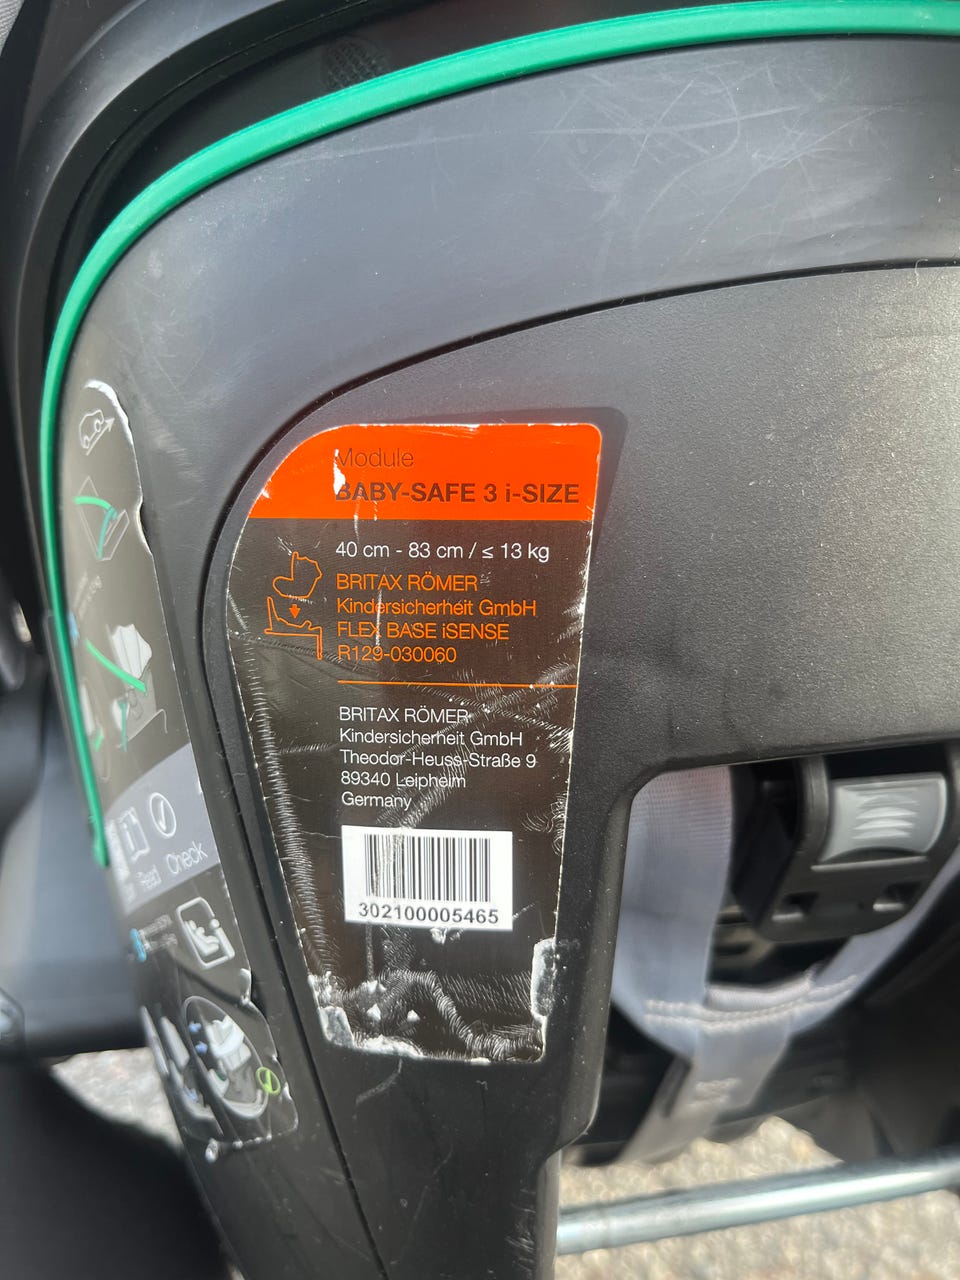 Module
BABY-SAFE 3 i-SIZE
40 cm - 83 cm / ≤ 13 kg
BRITAX RÖMER
Kindersicherheit GmbH
FLEX BASE iSENSE
R129-030060
BRITAX RÖMER
Kindersicherheit GmbH
Theodor-Heuss-Straße 9
89340 Leipheim
Germany
302100005465
Read
Check